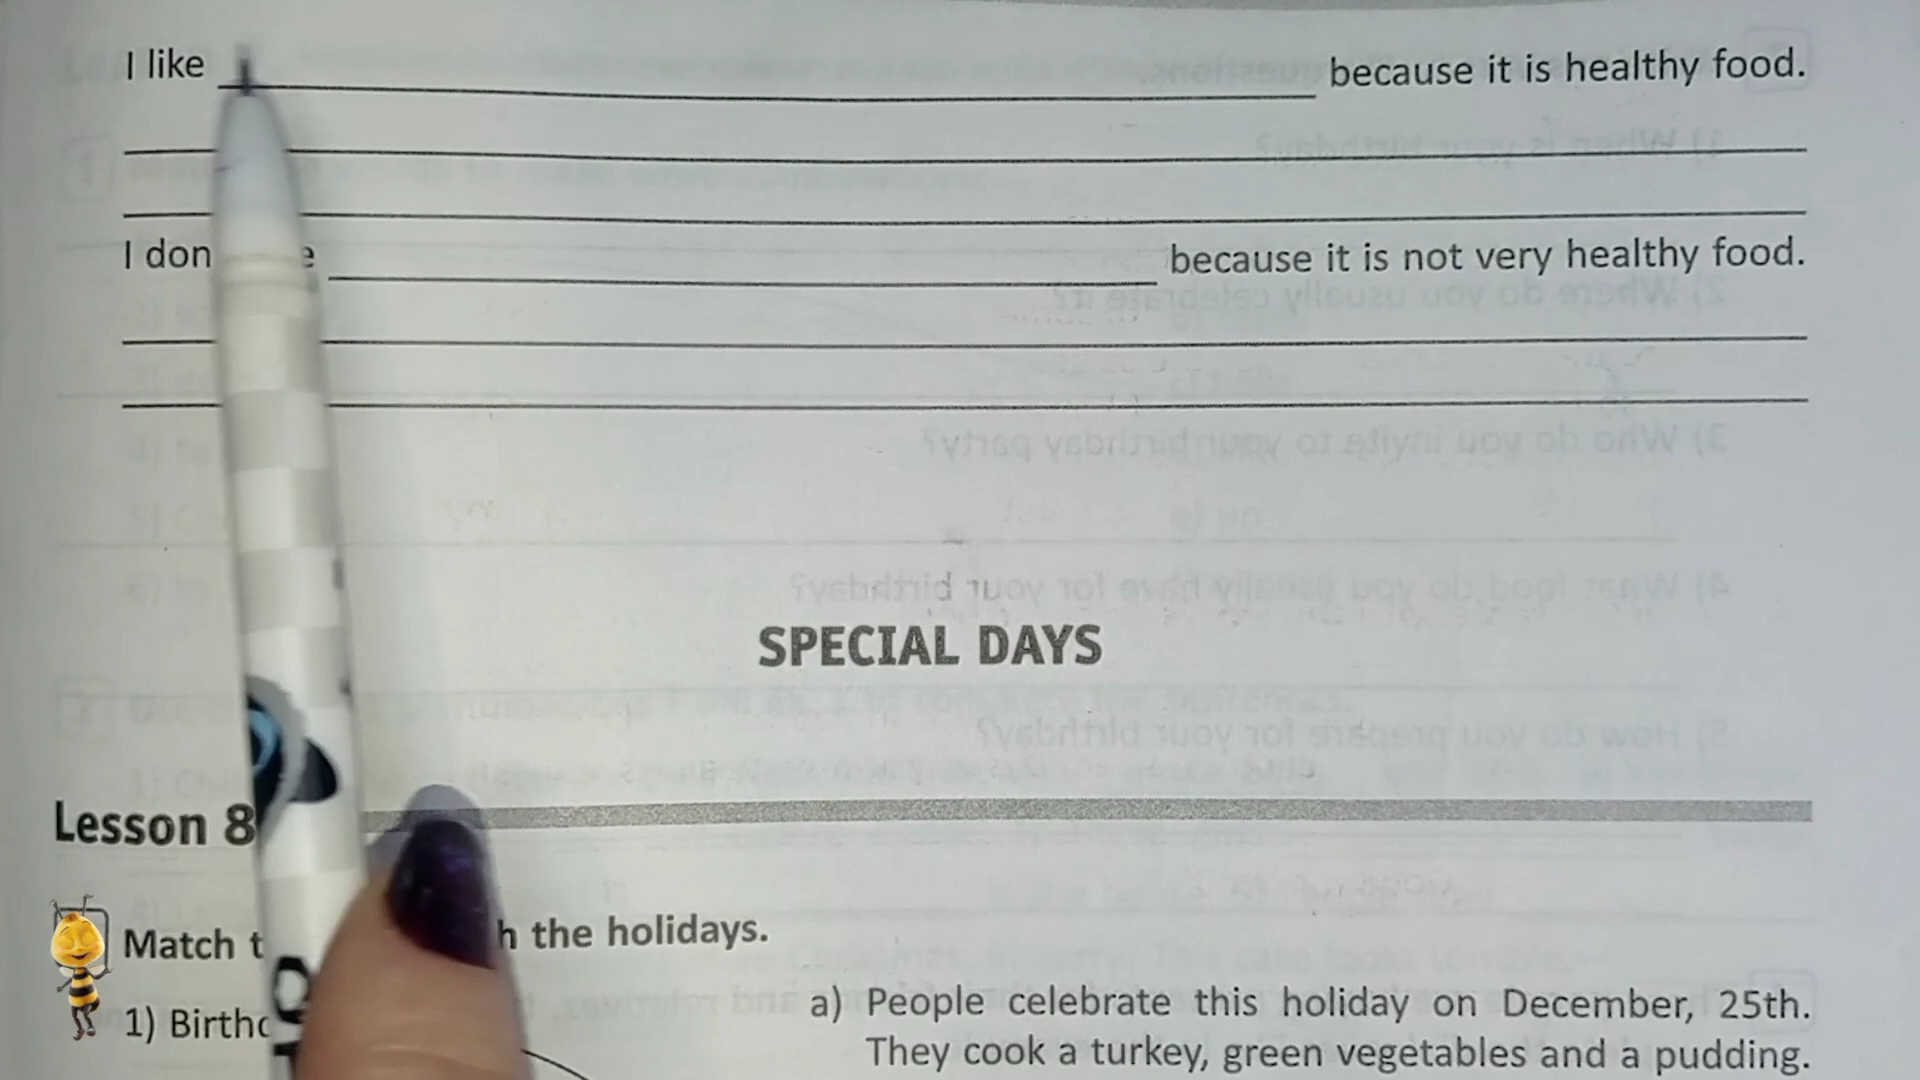 I like because it is healthy food.
I don because it is not very healthy food.
SPECIAL DAYS
Lesson 8
Match the holidays.
1) a) People celebrate this holiday on December, 25th.
They cook a turkey, green vegetables and a pudding.